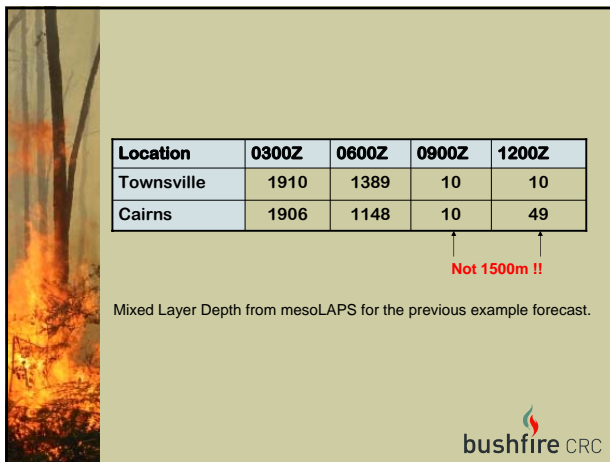 Location 0300Z 0600Z 0900Z 1200Z
Townsville 1910 1389 10 10
Cairns 1906 1148 10 49
Not 1500m !!
Mixed Layer Depth from mesoLAPS for the previous example forecast.
bushfire CRC